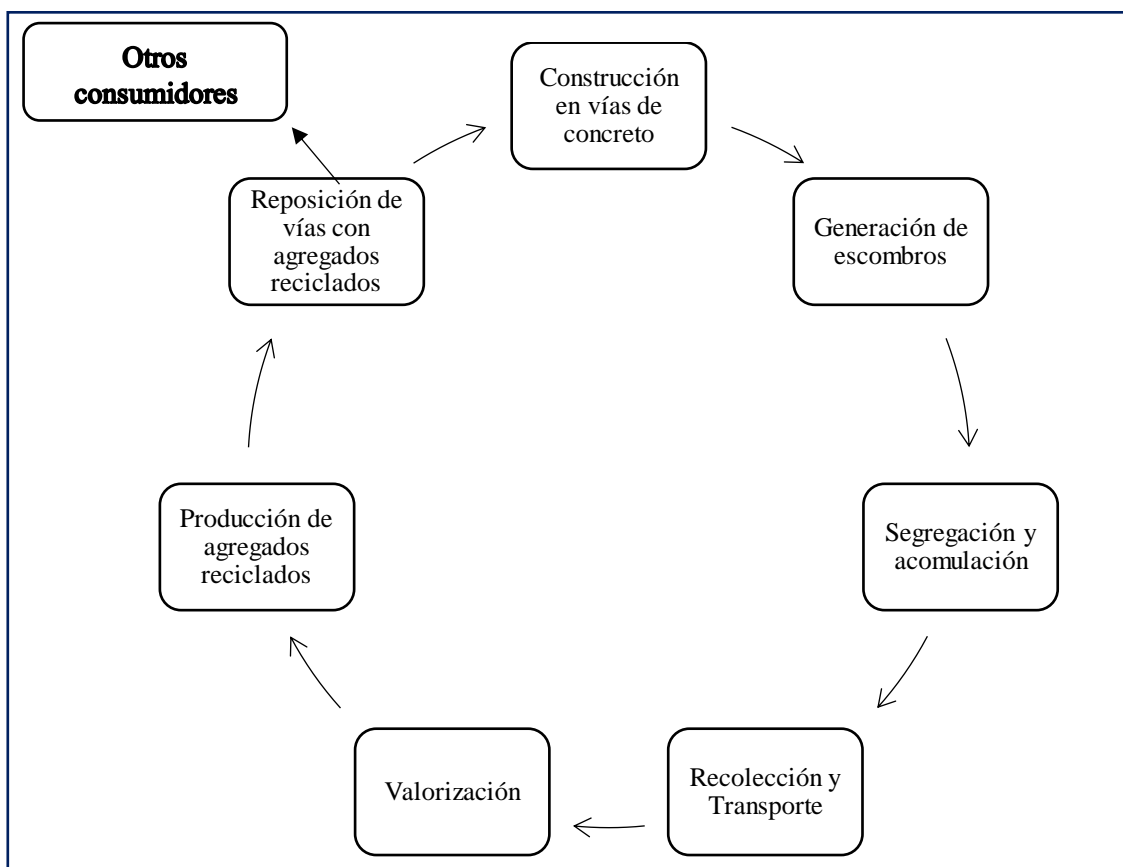 Otros
consumidores
Construcción
en vías de
concreto
Generación de
escombros
Segregación y
acomulación
Recolección y
Transporte
Valorización
Producción de
agregados
reciclados
Reposición de
vías con
agregados
reciclados